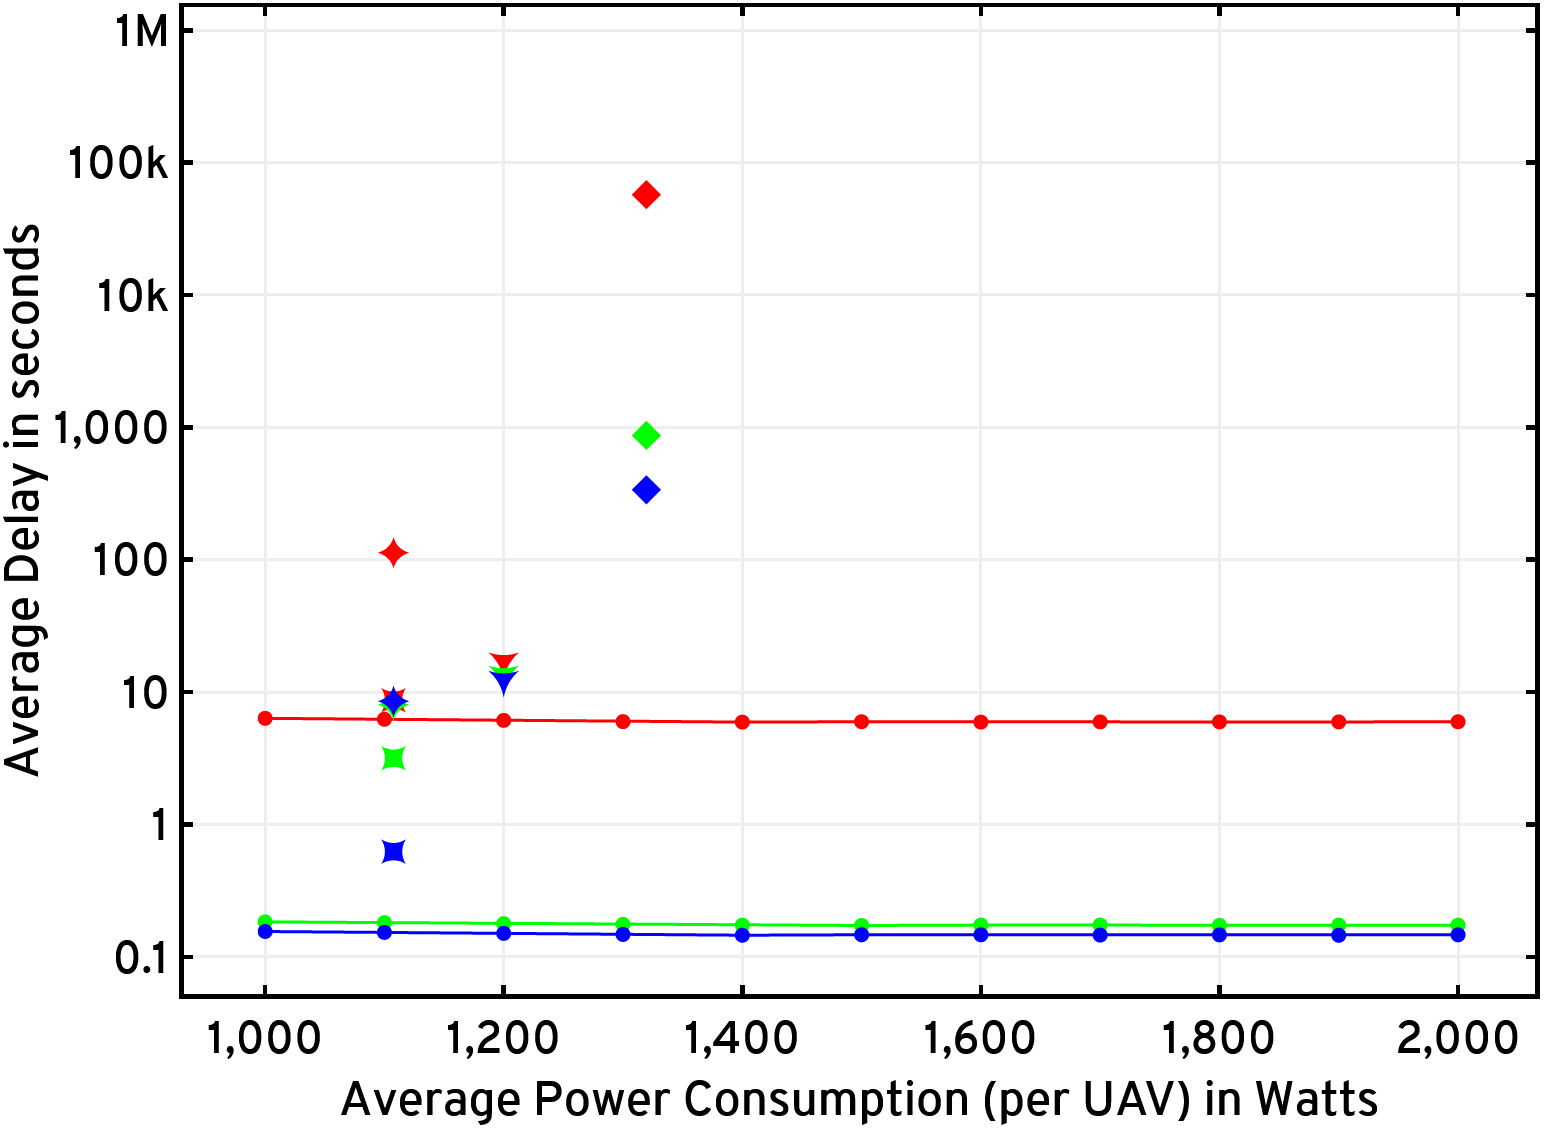 1M
100k
10k
1,000
100
10
1
0.1
Average Delay in seconds
1,000 1,200 1,400 1,600 1,800 2,000
Average Power Consumption (per UAV) in Watts